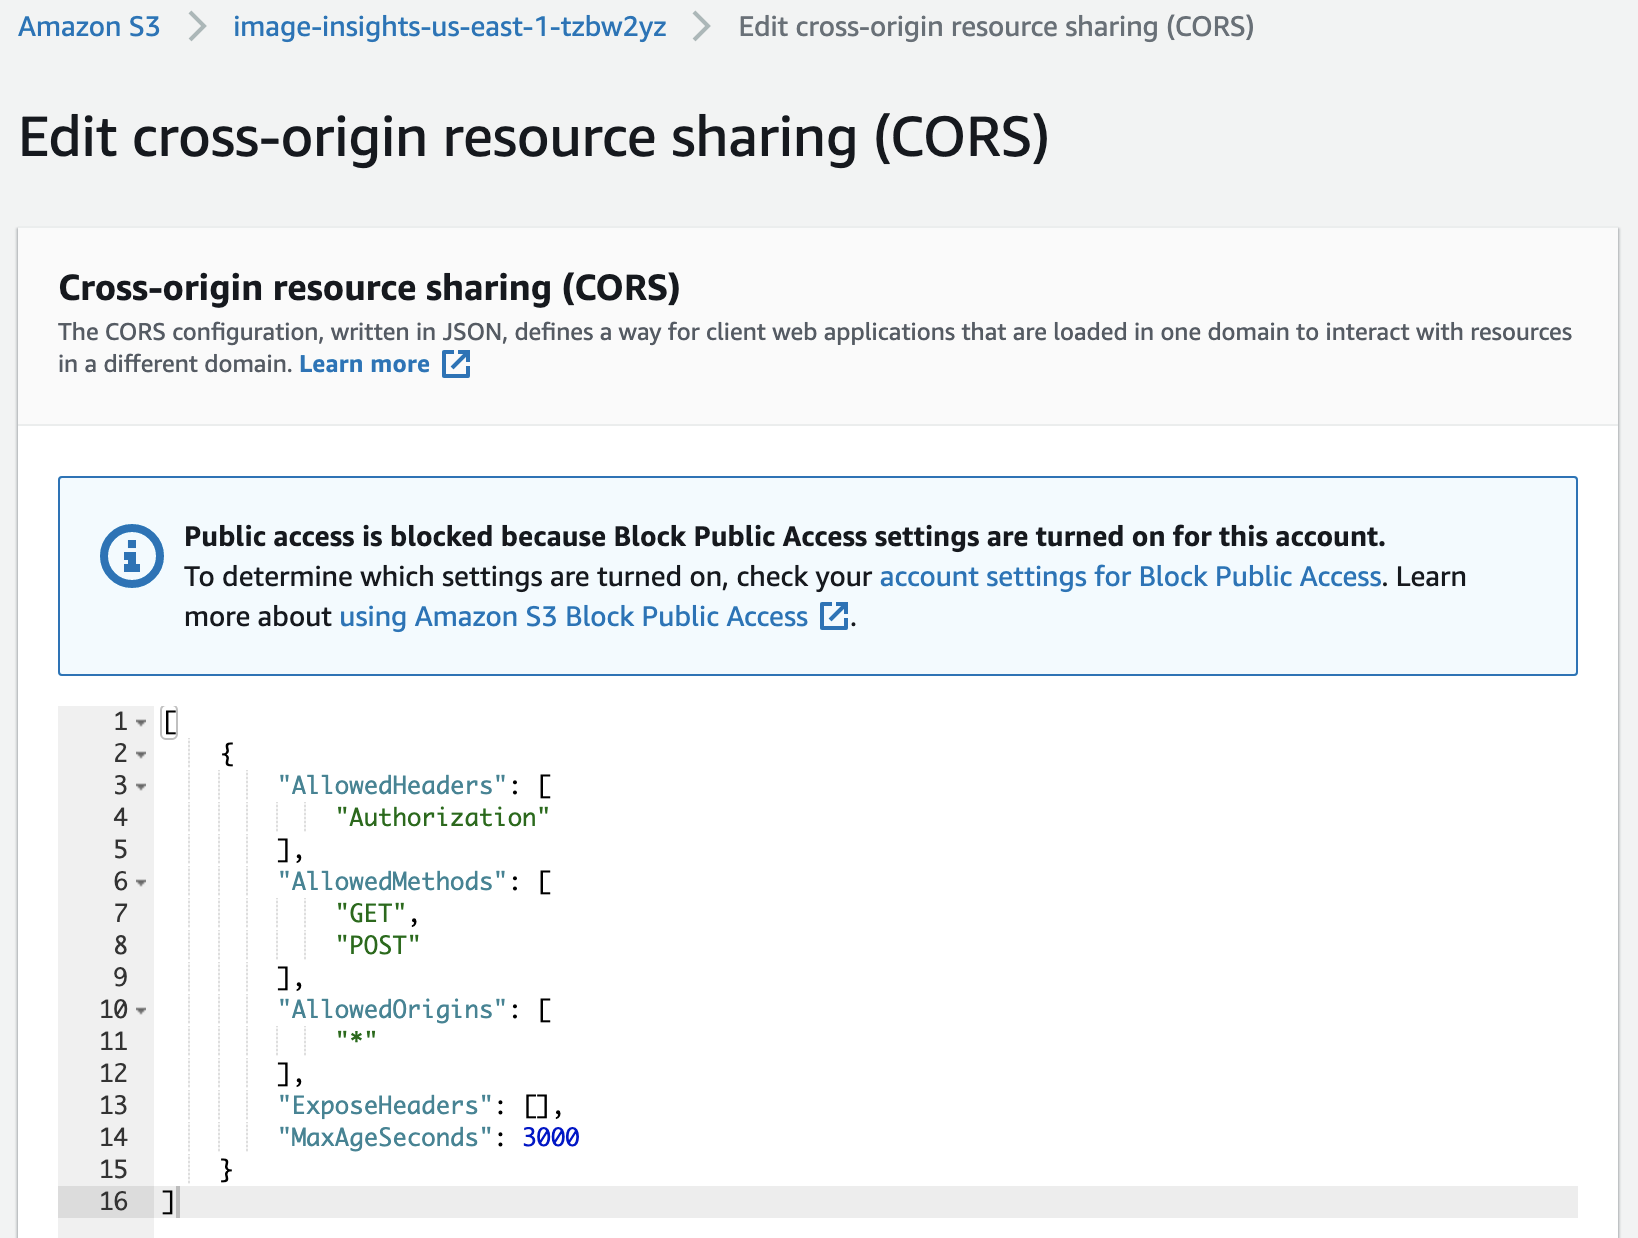 Amazon S3 > image-insights-us-east-1-tzbw2yz > Edit cross-origin resource sharing (CORS)
Edit cross-origin resource sharing (CORS)
Cross-origin resource sharing (CORS)
The CORS configuration, written in JSON, defines a way for client web applications that are loaded in one domain to interact with resources
in a different domain. Learn more
Public access is blocked because Block Public Access settings are turned on for this account.
To determine which settings are turned on, check your account settings for Block Public Access. Learn
more about using Amazon S3 Block Public Access .
1 [
2     {
3         "AllowedHeaders": [
4             "Authorization"
5         ],
6         "AllowedMethods": [
7             "GET",
8             "POST"
9         ],
10         "AllowedOrigins": [
11             "*"
12         ],
13         "ExposeHeaders": [],
14         "MaxAgeSeconds": 3000
15     }
16 ]